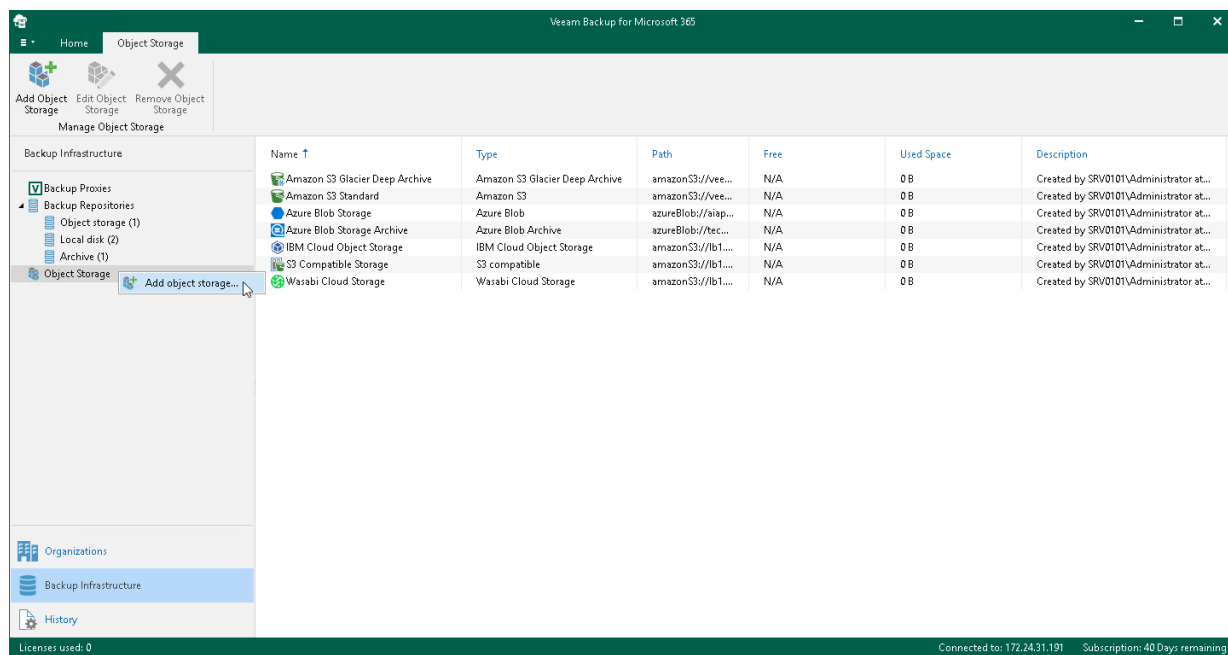 Veeam Backup for Microsoft 365
Home Object Storage
Add Object Storage
Edit Object Storage
Remove Object Storage
Manage Object Storage
Backup Infrastructure
Backup Proxies
Backup Repositories
Object storage (1)
Local disk (2)
Archive (1)
Object Storage
Add object storage...
Name Type Path Free Used Space Description
Amazon S3 Glacier Deep Archive Amazon S3 Glacier Deep Archive amazonS3://vee... N/A 0 B Created by SRV0101\Administrator at...
Amazon S3 Standard Amazon S3 amazonS3://vee... N/A 0 B Created by SRV0101\Administrator at...
Azure Blob Storage Azure Blob azureBlob://aiap... N/A 0 B Created by SRV0101\Administrator at...
Azure Blob Storage Archive Azure Blob Archive azureBlob://tec... N/A 0 B Created by SRV0101\Administrator at...
IBM Cloud Object Storage IBM Cloud Object Storage amazonS3://lb1.... N/A 0 B Created by SRV0101\Administrator at...
S3 Compatible Storage S3 compatible amazonS3://lb1.... N/A 0 B Created by SRV0101\Administrator at...
Wasabi Cloud Storage Wasabi Cloud Storage amazonS3://lb1.... N/A 0 B Created by SRV0101\Administrator at...
Organizations
Backup Infrastructure
History
Licenses used: 0 Connected to: 172.24.31.191 Subscription: 40 Days remaining